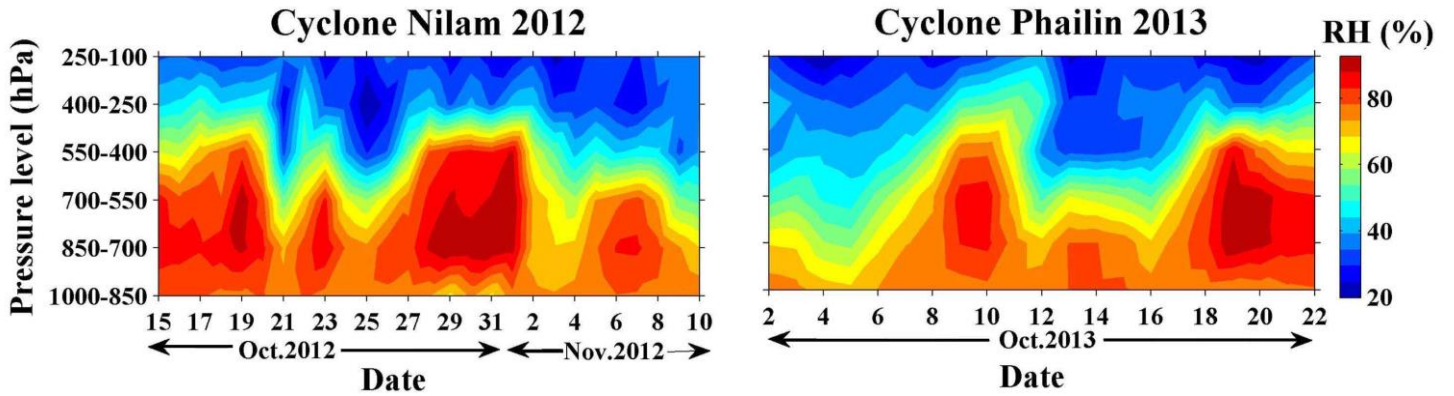 Cyclone Nilam 2012
Cyclone Phailin 2013
RH (%)
Pressure level (hPa)
250-100
400-250
550-400
700-550
850-700
1000-850
15 17 19 21 23 25 27 29 31 2 4 6 8 10
Oct.2012 Nov.2012
Date
2 4 6 8 10 12 14 16 18 20 22
Oct.2013
Date
80
60
40
20